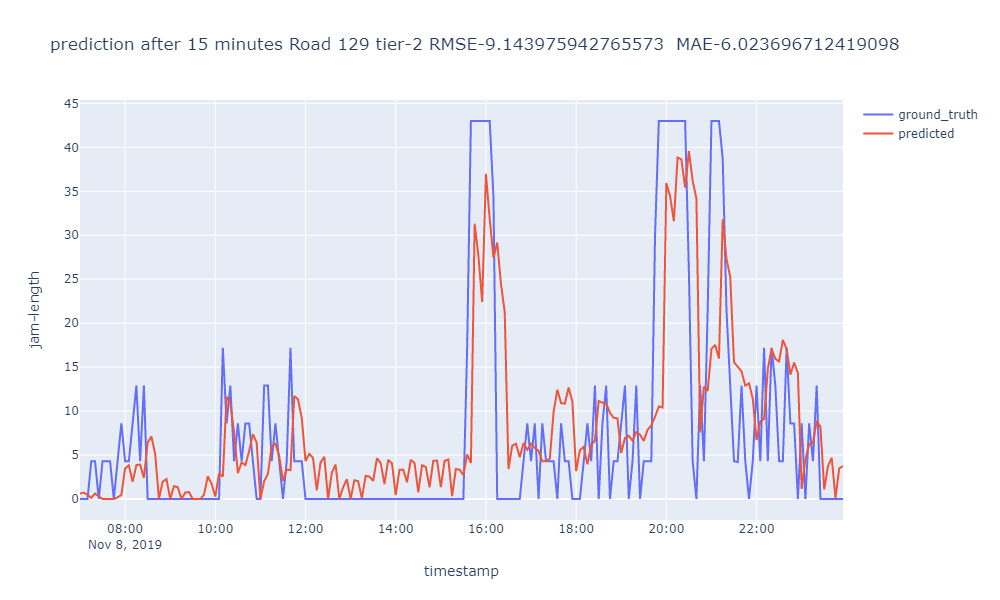 prediction after 15 minutes Road 129 tier-2 RMSE-9.143975942765573  MAE-6.023696712419098
ground_truth
predicted
jam-length
45
40
35
30
25
20
15
10
5
0
08:00 10:00 12:00 14:00 16:00 18:00 20:00 22:00
Nov 8, 2019
timestamp